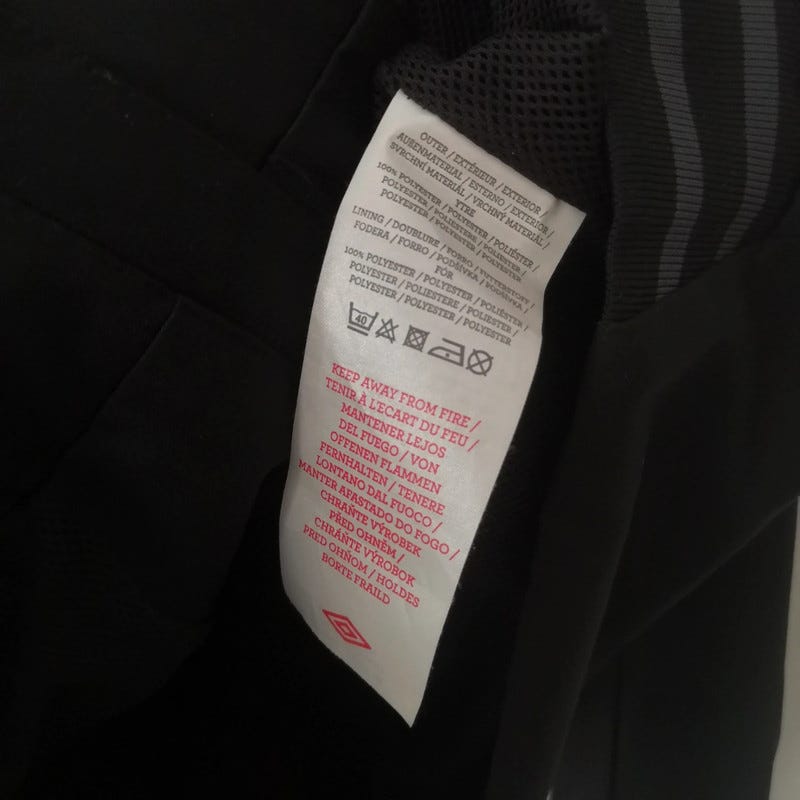 OUTER / EXTÉRIEUR / EXTERIOR /
AUßENMATERIAL / ESTERNO / EXTERIOR /
SVRCHNÍ MATERIÁL / VRCHNÝ MATERIÁL /
YTRE
100% POLYESTER / POLYESTER / POLIÉSTER /
POLYESTER / POLIESTERE / POLIÉSTER /
POLYESTER / POLYESTER / POLYESTER
LINING / DOUBLURE / FORRO / FUTTERSTOFF /
FODERA / FORRO / PODŠÍVKA / PODŠÍVKA /
FÓR
100% POLYESTER / POLYESTER / POLIÉSTER /
POLYESTER / POLIESTERE / POLIÉSTER /
POLYESTER / POLYESTER / POLYESTER
40
KEEP AWAY FROM FIRE /
TENIR À L'ECART DU FEU /
MANTENER LEJOS
DEL FUEGO / VON
OFFENEN FLAMMEN
FERNHALTEN / TENERE
LONTANO DAL FUOCO /
MANTER AFASTADO DO FOGO /
CHRAŇTE VÝROBEK
PŘED OHNĚM /
CHRÁŇTE VÝROBOK
PRED OHŇOM / HOLDES
BORTE FRAILD